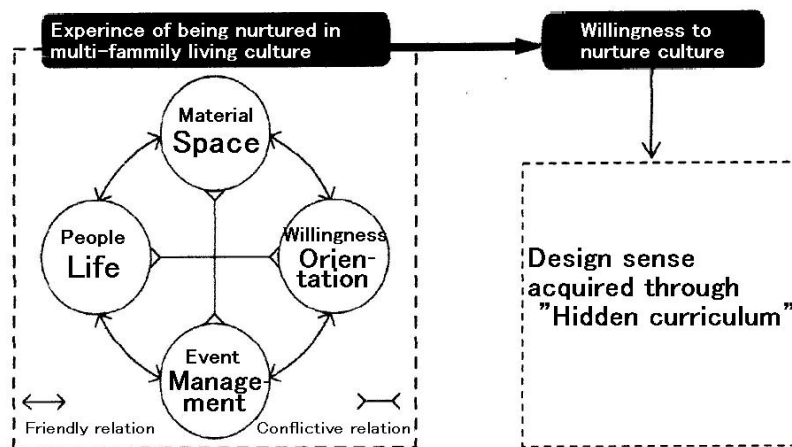 Experince of being nurtured in
multi-fammily living culture
Willingness to
nurture culture
Material
Space
People
Life
Willingness
Orien-
tation
Event
Manage-
ment
Friendly relation
Conflictive relation
Design sense
acquired through
"Hidden curriculum"